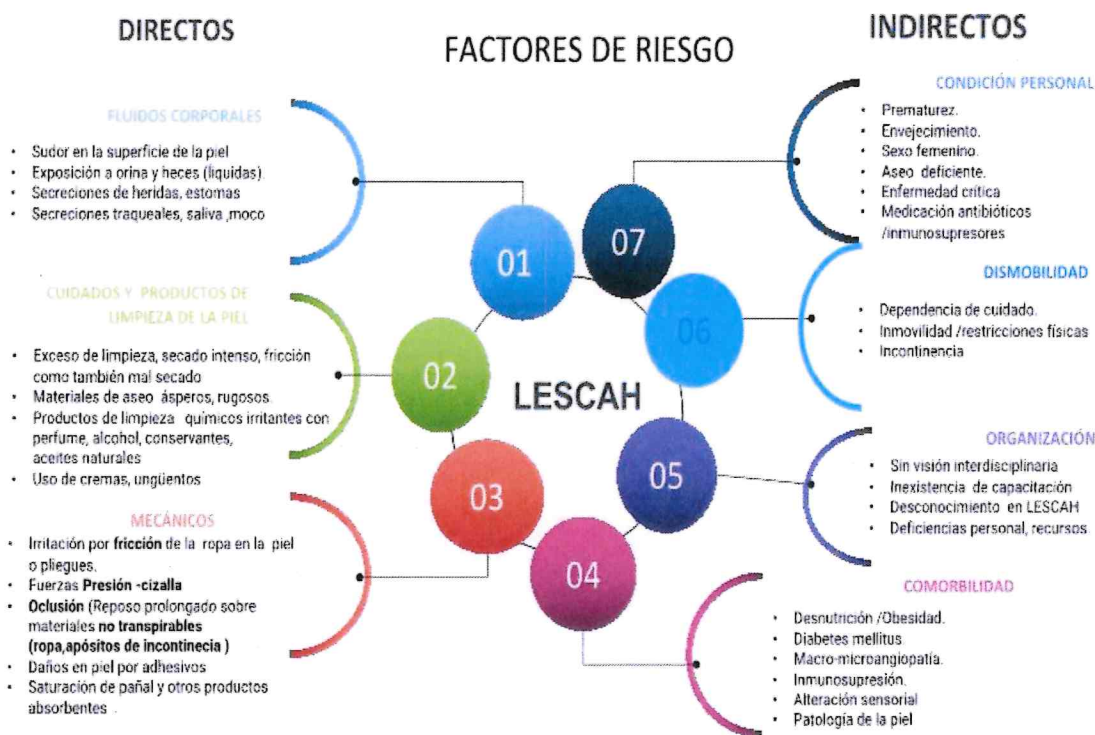 DIRECTOS
FACTORES DE RIESGO
INDIRECTOS
FLUIDOS CORPORALES
• Sudor en la superficie de la piel
• Exposición a orina y heces (liquidas)
• Secreciones de heridas, estomas
• Secreciones traqueales, saliva ,moco
CUIDADOS Y PRODUCTOS DE
LIMPIEZA DE LA PIEL
• Exceso de limpieza, secado intenso, fricción
como también mal secado
• Materiales de aseo ásperos, rugosos
• Productos de limpieza químicos irritantes con
perfume, alcohol, conservantes,
aceites naturales
• Uso de cremas, ungüentos
MECÁNICOS
• Irritación por fricción de la ropa en la piel
o pliegues.
• Fuerzas Presión -cizalla
• Oclusión (Reposo prolongado sobre
materiales no transpirables
(ropa,apósitos de incontinecia )
• Daños en piel por adhesivos
• Saturación de pañal y otros productos
absorbentes .
01
02
03
04
05
06
07
LESCAH
CONDICIÓN PERSONAL
• Prematurez.
• Envejecimiento.
• Sexo femenino.
• Aseo deficiente.
• Enfermedad crítica
• Medicación antibióticos
/inmunosupresores
DISMOBILIDAD
• Dependencia de cuidado.
• Inmovilidad /restricciones físicas
• Incontinencia
ORGANIZACIÓN
• Sin visión interdisciplinaria
• Inexistencia de capacitación
• Desconocimiento en LESCAH
• Deficiencias personal, recursos
COMORBILIDAD
• Desnutrición /Obesidad.
• Diabetes mellitus
• Macro-microangiopatía.
• Inmunosupresión.
• Alteración sensorial
• Patología de la piel